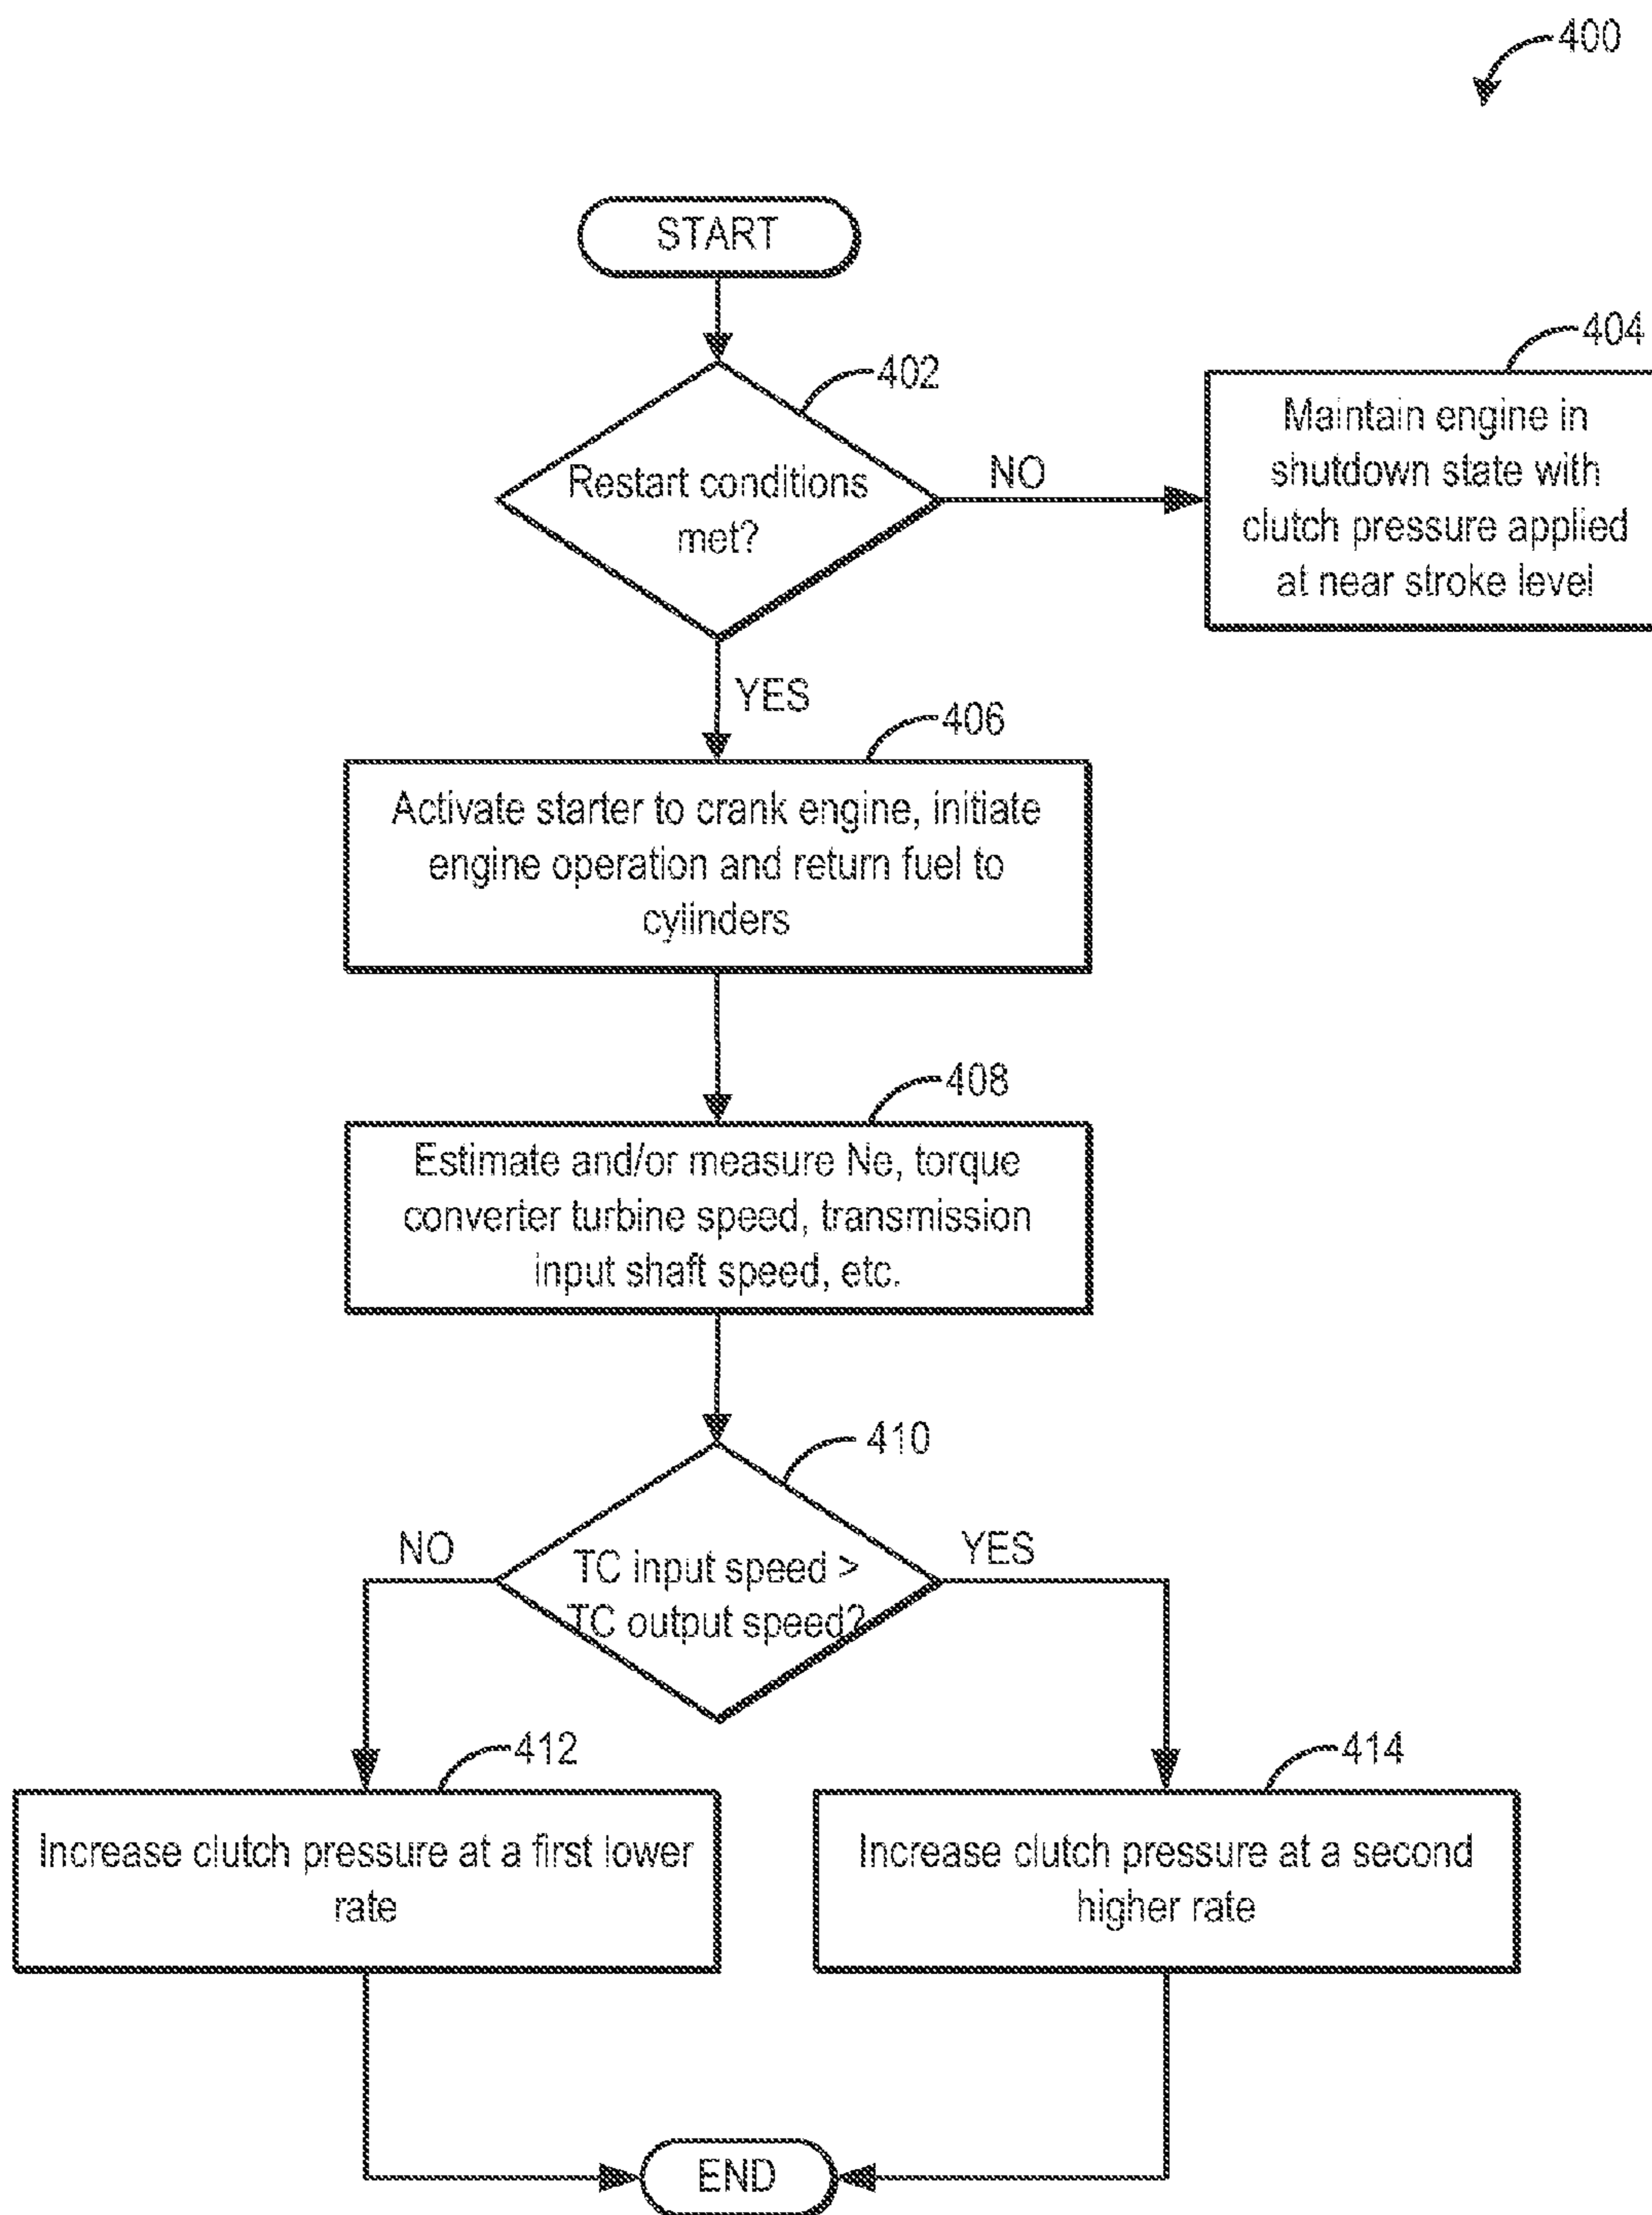 400
START
402
Restart conditions
met?
NO
404
Maintain engine in
shutdown state with
clutch pressure applied
at near stroke level
YES
406
Activate starter to crank engine, initiate
engine operation and return fuel to
cylinders
408
Estimate and/or measure Ne, torque
converter turbine speed, transmission
input shaft speed, etc.
410
NO
TC input speed >
TC output speed?
YES
412
Increase clutch pressure at a first lower
rate
414
Increase clutch pressure at a second
higher rate
END